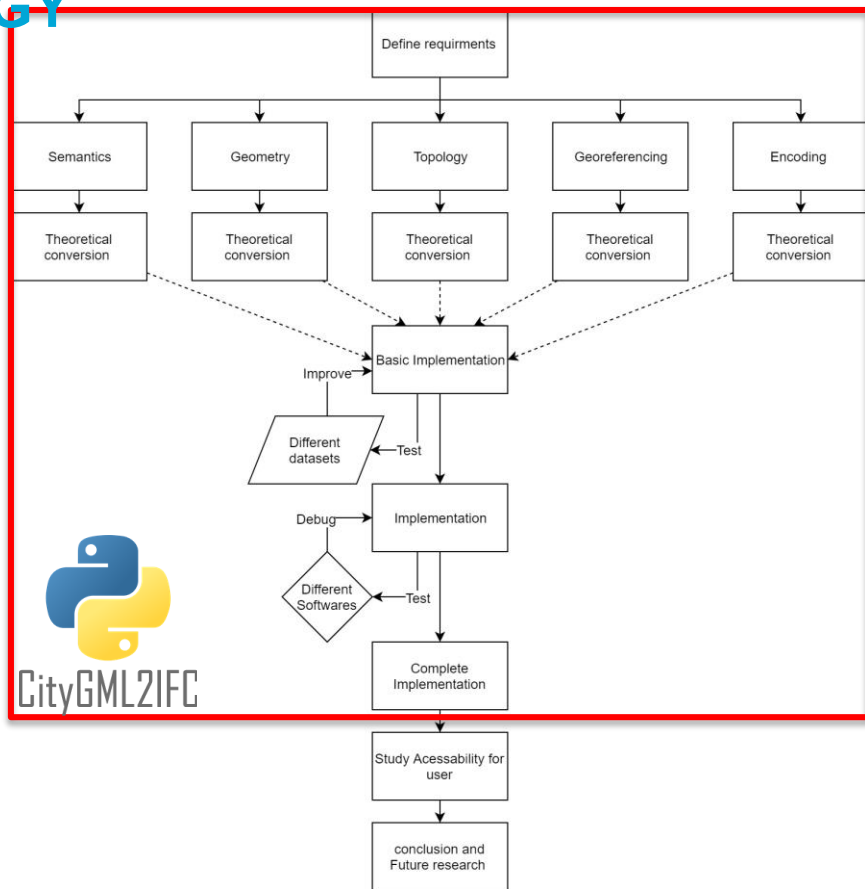 GY
Define requirments
Semantics
Geometry
Topology
Georeferencing
Encoding
Theoretical
conversion
Theoretical
conversion
Theoretical
conversion
Theoretical
conversion
Theoretical
conversion
Basic Implementation
Improve
Different
datasets
Test
Debug
Implementation
Different
Softwares
Test
CityGML2IFC
Complete
Implementation
Study Acessability for
user
conclusion and
Future research